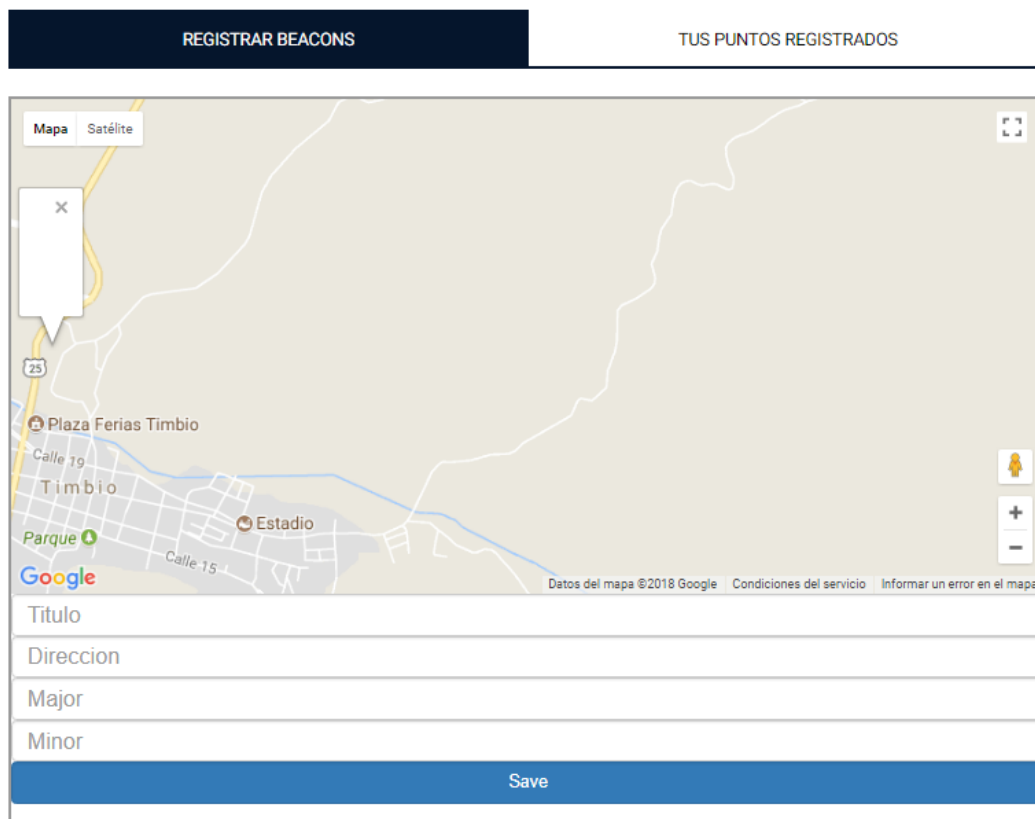 REGISTRAR BEACONS
TUS PUNTOS REGISTRADOS
Mapa Satélite
×
25
Plaza Ferias Timbio
Calle 19
Timbio
Estadio
Parque
Calle 15
+
−
Google
Datos del mapa ©2018 Google Condiciones del servicio Informar un error en el mapa
Titulo
Direccion
Major
Minor
Save